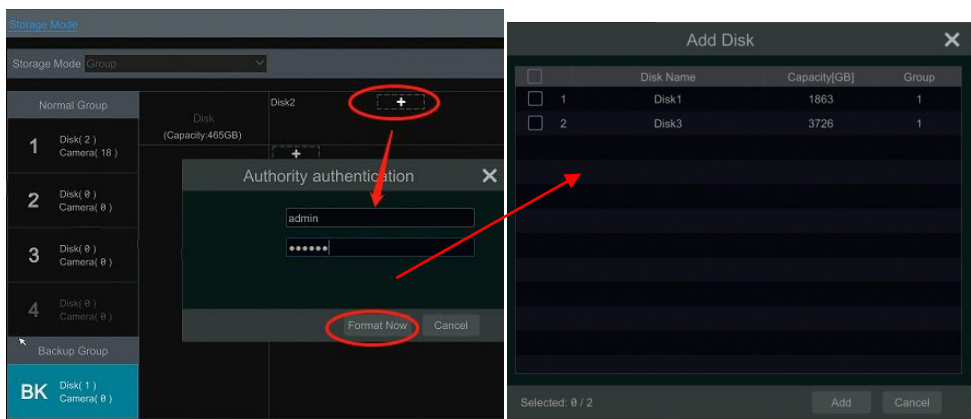 Storage Mode
Storage Mode Group
Normal Group
1 Disk( 2 )
Camera( 18 )
2 Disk( 0 )
Camera( 0 )
3 Disk( 0 )
Camera( 0 )
4 Disk( 0 )
Camera( 0 )
Backup Group
BK Disk( 1 )
Camera( 0 )
Disk
(Capacity:465GB)
Disk2 +
+
Authority authentication
admin
••••••
Format Now Cancel
Add Disk
Disk Name Capacity[GB] Group
1 Disk1 1863 1
2 Disk3 3726 1
Selected: 0 / 2 Add Cancel